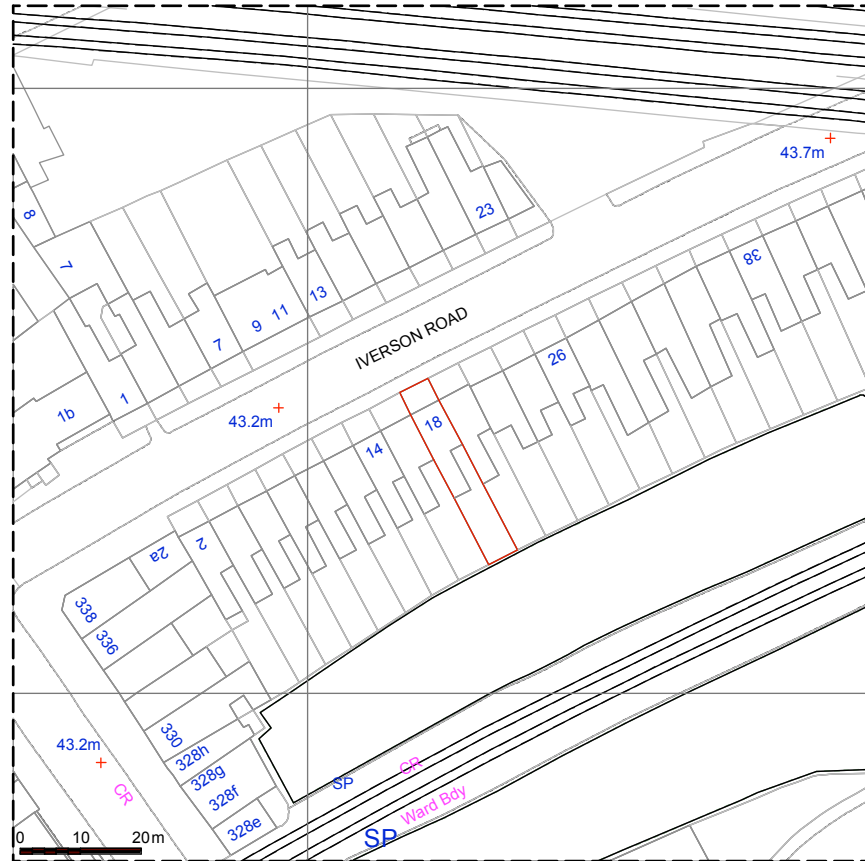 43.7m
8
7
23
38
13
11
9
7
IVERSON ROAD
26
1
1b
43.2m
18
14
2
2a
338
336
330
43.2m
328h
328g
328f
328e
CR
SP
CR
Ward Bdy
SP
0 10 20m